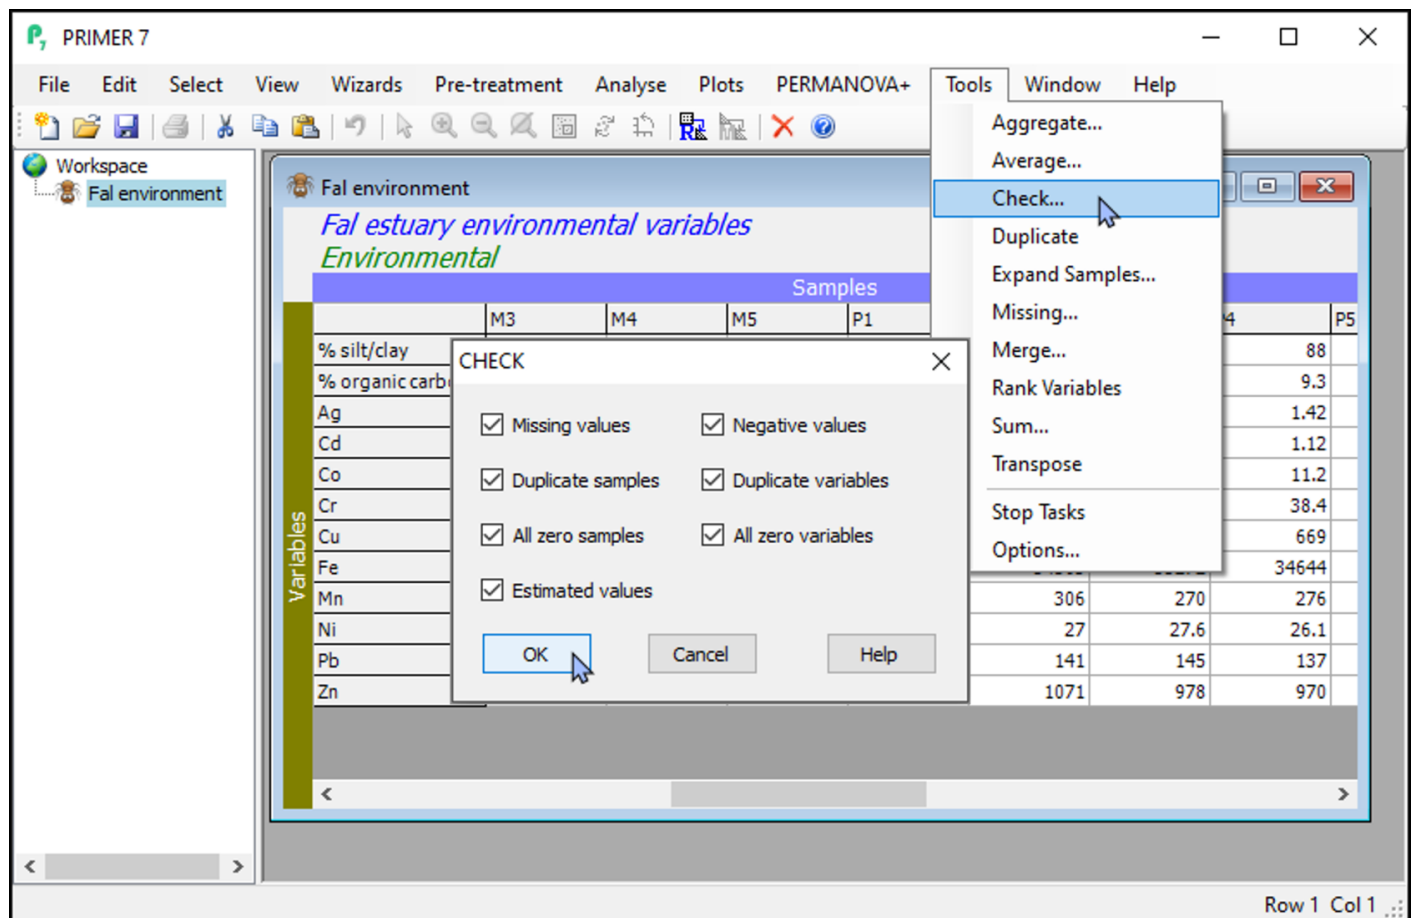 PRIMER 7
File Edit Select View Wizards Pre-treatment Analyse Plots PERMANOVA+ Tools Window Help
Workspace
Fal environment
Fal environment
Fal estuary environmental variables
Environmental
Samples
Variables
M3 M4 M5 P1 P5
% silt/clay 88
% organic 9.3
Ag 1.42
Cd 1.12
Co 11.2
Cr 38.4
Cu 669
Fe 34644
Mn 306 270 276
Ni 27 27.6 26.1
Pb 141 145 137
Zn 1071 978 970
CHECK
Missing values Negative values
Duplicate samples Duplicate variables
All zero samples All zero variables
Estimated values
OK Cancel Help
Aggregate...
Average...
Check...
Duplicate
Expand Samples...
Missing...
Merge...
Rank Variables
Sum...
Transpose
Stop Tasks
Options...
Row 1 Col 1